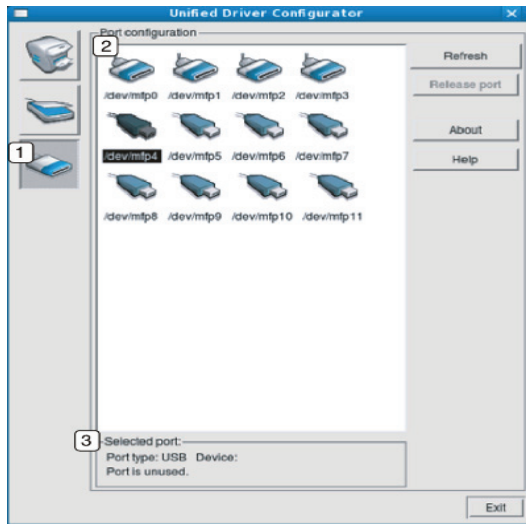 Unified Driver Configurator
Port configuration
2
/dev/mfp0 /dev/mfp1 /dev/mfp2 /dev/mfp3
Refresh
Release port
1
/dev/mfp4 /dev/mfp5 /dev/mfp6 /dev/mfp7
About
Help
/dev/mfp8 /dev/mfp9 /dev/mfp10 /dev/mfp11
3
Selected port:
Port type: USB Device:
Port is unused.
Exit